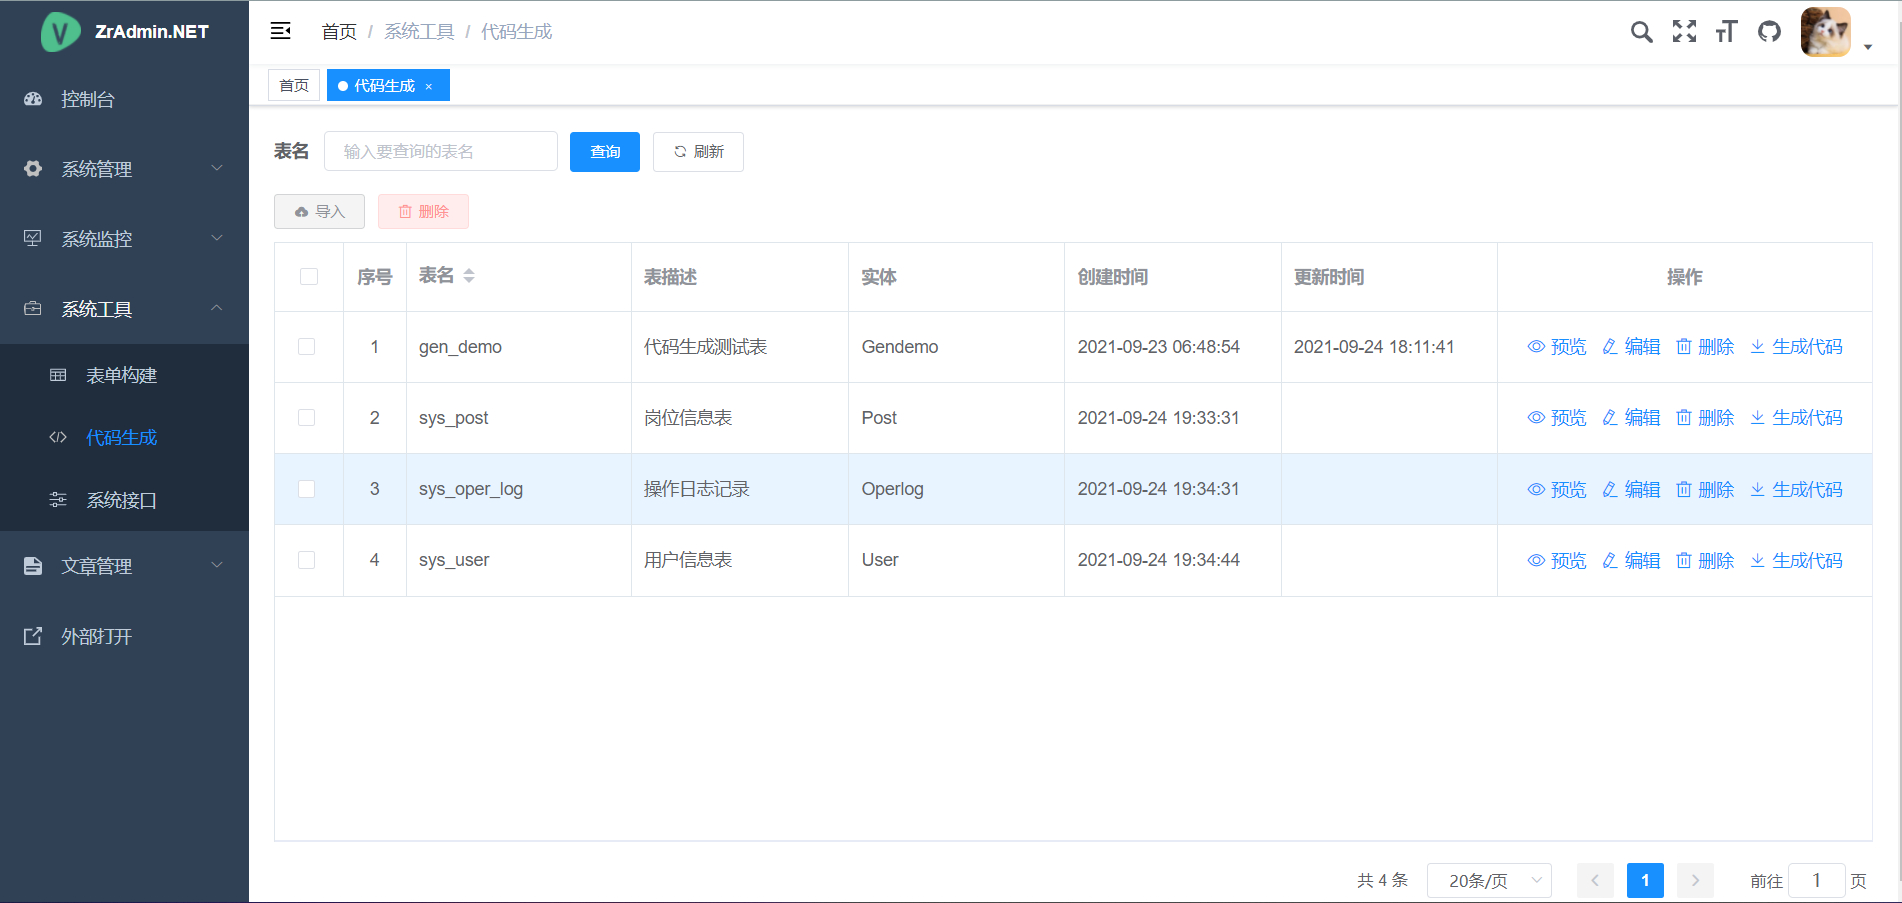 V ZrAdmin.NET
首页 / 系统工具 / 代码生成
控制台
系统管理
系统监控
系统工具
表单构建
代码生成
系统接口
文章管理
外部打开
首页 代码生成 ×
表名 输入要查询的表名 查询 刷新
导入 删除
序号 表名 表描述 实体 创建时间 更新时间 操作
1 gen_demo 代码生成测试表 Gendemo 2021-09-23 06:48:54 2021-09-24 18:11:41 预览 编辑 删除 生成代码
2 sys_post 岗位信息表 Post 2021-09-24 19:33:31 预览 编辑 删除 生成代码
3 sys_oper_log 操作日志记录 Operlog 2021-09-24 19:34:31 预览 编辑 删除 生成代码
4 sys_user 用户信息表 User 2021-09-24 19:34:44 预览 编辑 删除 生成代码
共 4 条 20条/页 1 前往 1 页